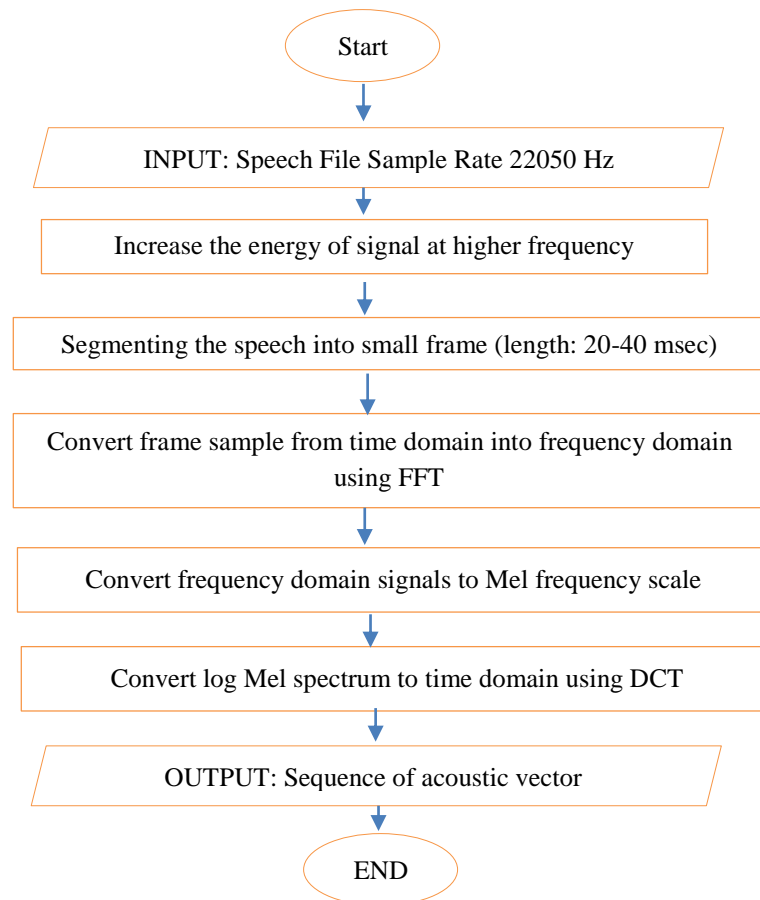 Start
INPUT: Speech File Sample Rate 22050 Hz
Increase the energy of signal at higher frequency
Segmenting the speech into small frame (length: 20-40 msec)
Convert frame sample from time domain into frequency domain
using FFT
Convert frequency domain signals to Mel frequency scale
Convert log Mel spectrum to time domain using DCT
OUTPUT: Sequence of acoustic vector
END